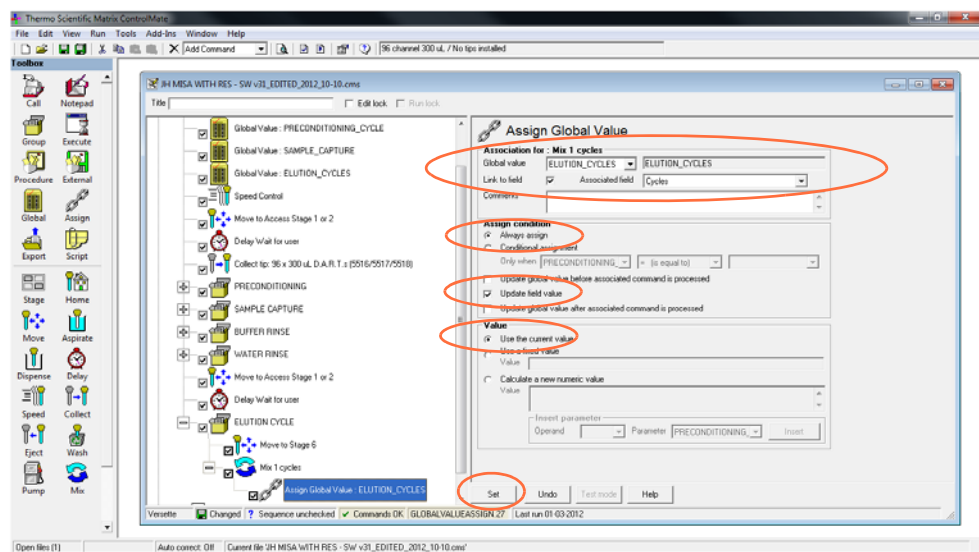 Thermo Scientific Matrix ControlMate
File Edit View Run Tools Add-Ins Window Help
Add Command
96 channel 300 uL / No tips installed
Toolbox
Call Notepad
Group Execute
Procedure External
Global Assign
Export Script
Stage Home
Move Aspirate
Dispense Delay
Speed Collect
Eject Wash
Pump Mix
JH MISA WITH RES - SW v31_EDITED_2012_10-10.cms
Title
Edit lock Run lock
Global Value : PRECONDITIONING_CYCLE
Global Value : SAMPLE_CAPTURE
Global Value : ELUTION_CYCLES
Speed Control
Move to Access Stage 1 or 2
Delay Wait for user
Collect tip: 96 x 300 uL D.A.R.T.s (5516/5517/5518)
PRECONDITIONING
SAMPLE CAPTURE
BUFFER RINSE
WATER RINSE
Move to Access Stage 1 or 2
Delay Wait for user
ELUTION CYCLE
Move to Stage 6
Mix 1 cycles
Assign Global Value : ELUTION_CYCLES
Assign Global Value
Association for : Mix 1 cycles
Global value ELUTION_CYCLES ELUTION_CYCLES
Link to field Associated field Cycles
Comments
Assign condition
Always assign
Conditional assignment
Only when PRECONDITIONING_ = (is equal to)
Update global value before associated command is processed
Update field value
Update global value after associated command is processed
Value
Use the current value
Use a fixed value
Value
Calculate a new numeric value
Value
Insert parameter
Operand Parameter PRECONDITIONING_ Insert
Set Undo Test mode Help
Versette Changed ? Sequence unchecked Commands OK GLOBALVALUEASSIGN.27 Last run 01-03-2012
Open files (1) Auto correct: Off Current file 'JH MISA WITH RES - SW v31_EDITED_2012_10-10.cms'